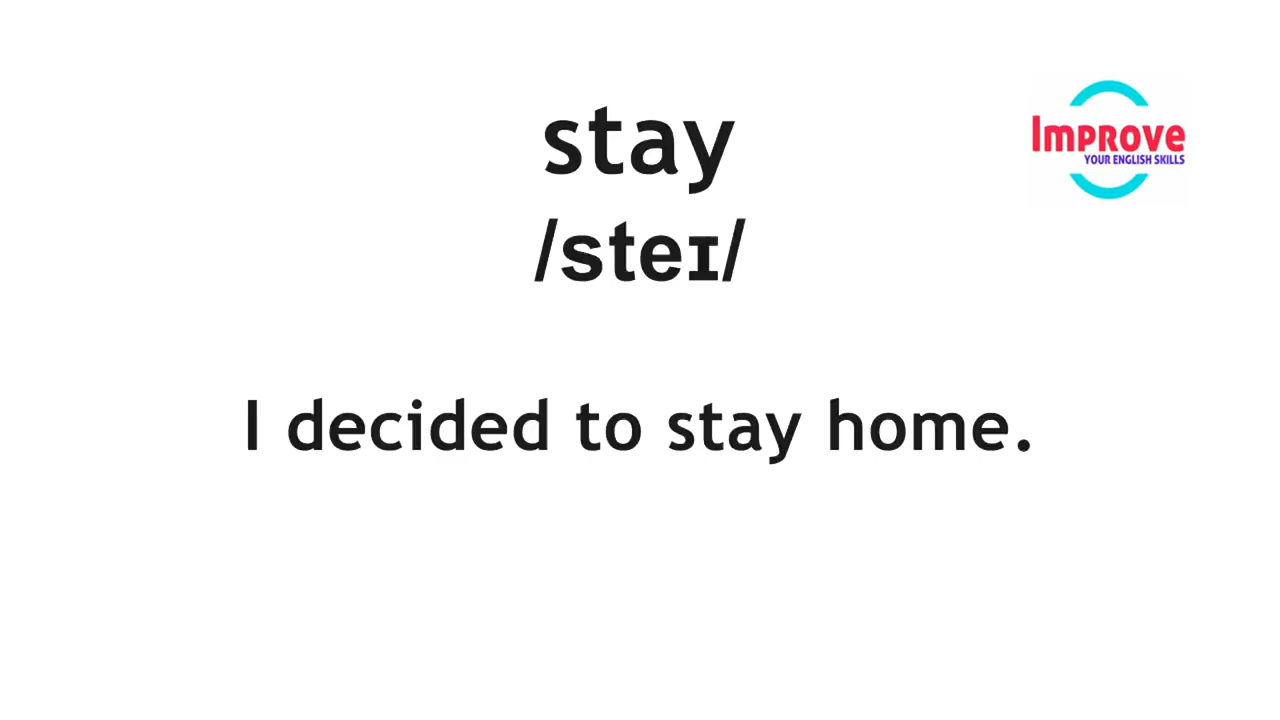 stay
/steɪ/
I decided to stay home.
Improve
YOUR ENGLISH SKILLS